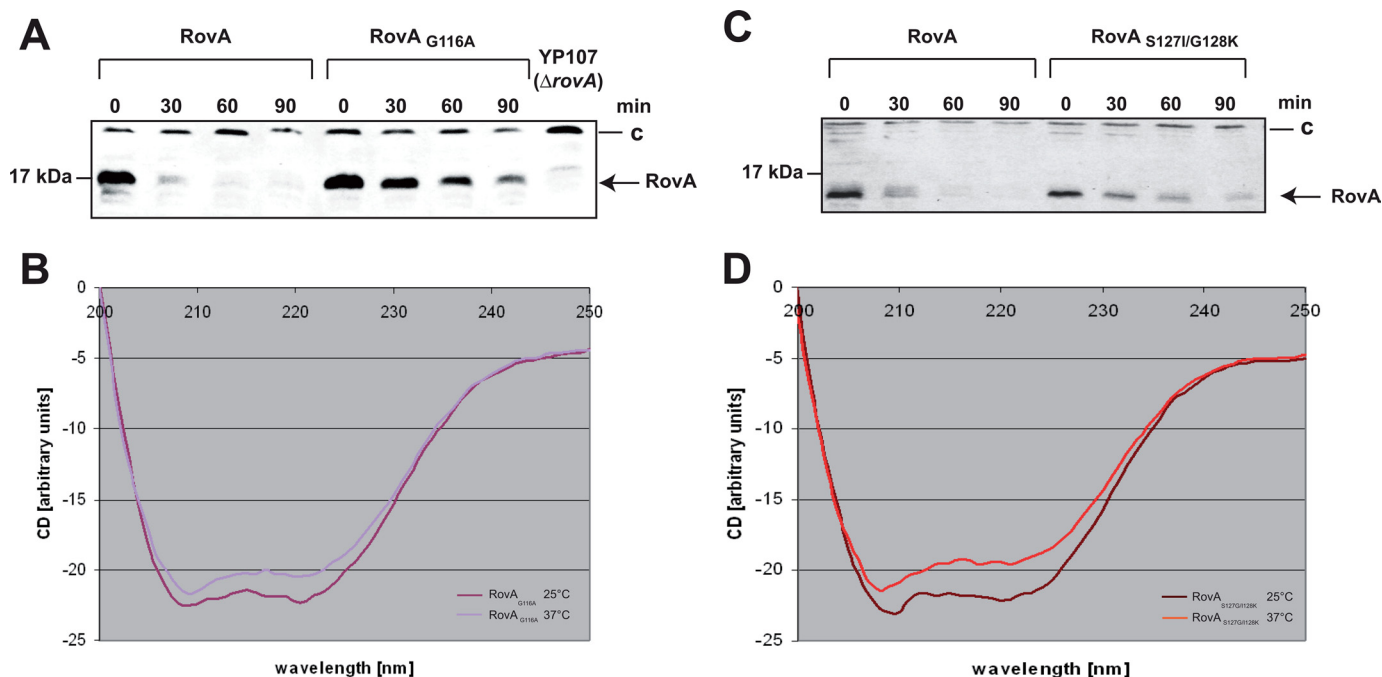 A
RovA
RovA G116A
YP107
(ΔrovA)
0 30 60 90 0 30 60 90 min
c
17 kDa
RovA
C
RovA
RovA S127I/G128K
0 30 60 90 0 30 60 90 min
c
17 kDa
RovA
B
0
200 210 220 230 240 250
-5
-10
-15
-20
-25
CD [arbitrary units]
RovA G116A 25°C
RovA G116A 37°C
wavelength [nm]
D
0
200 210 220 230 240 250
-5
-10
-15
-20
-25
CD [arbitrary units]
RovA S127G/I128K 25°C
RovA S127G/I128K 37°C
wavelength [nm]